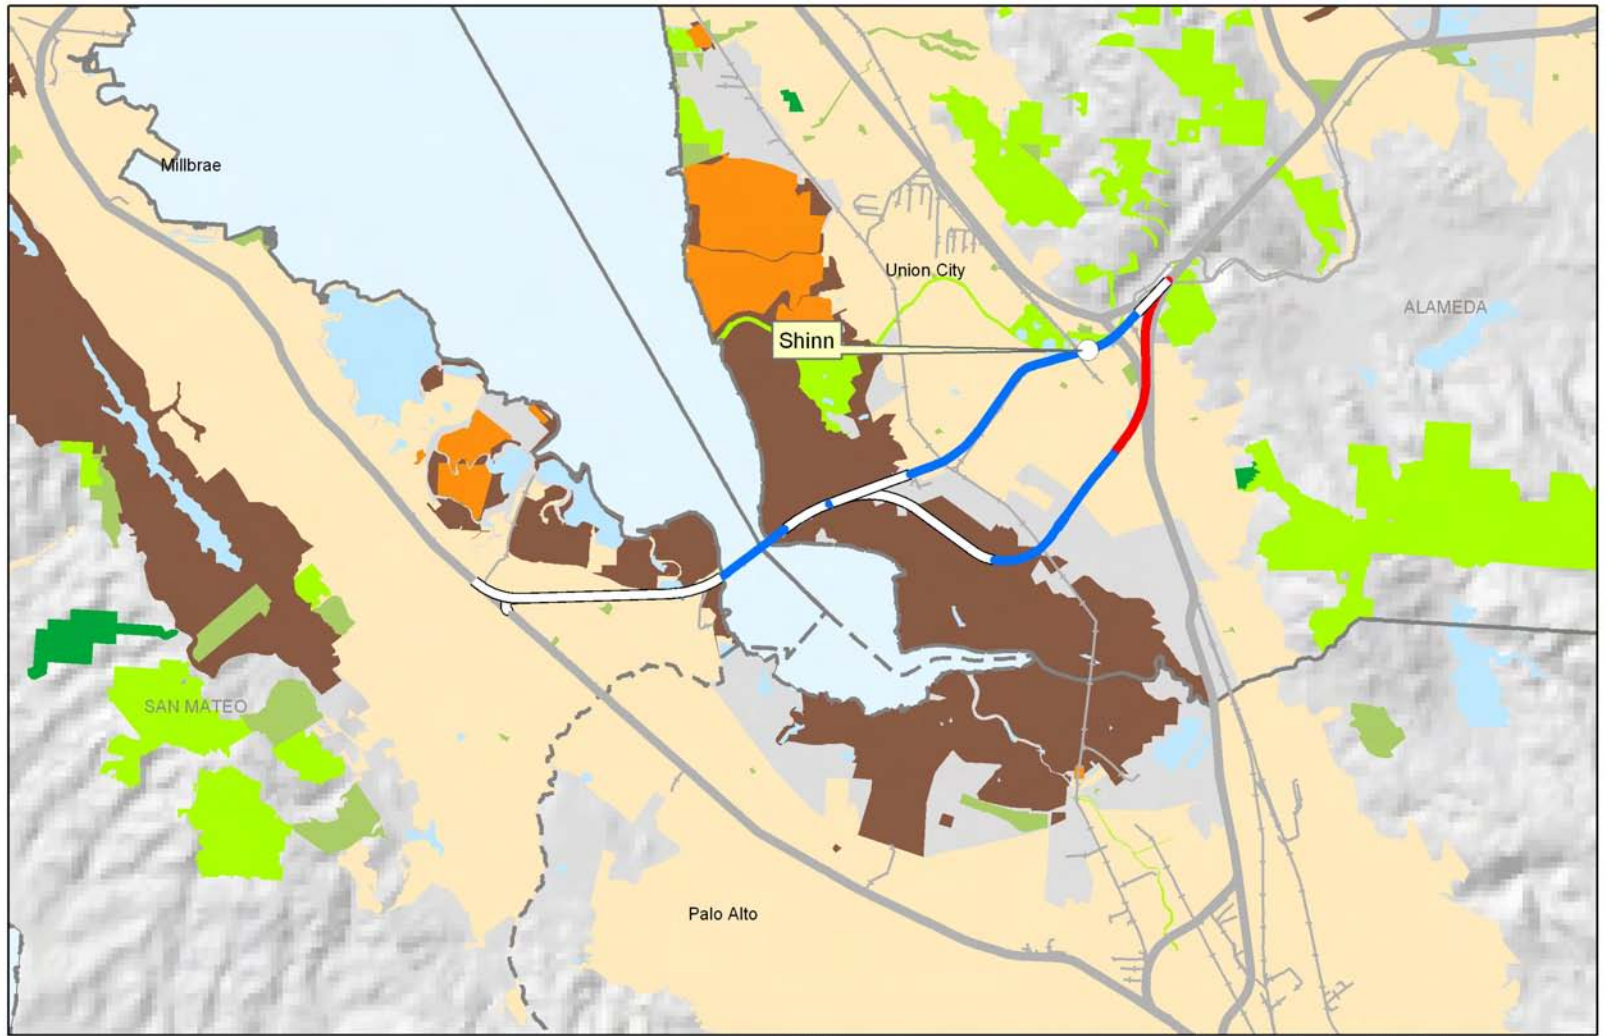 Millbrae
Union City
ALAMEDA
Shinn
SAN MATEO
Palo Alto